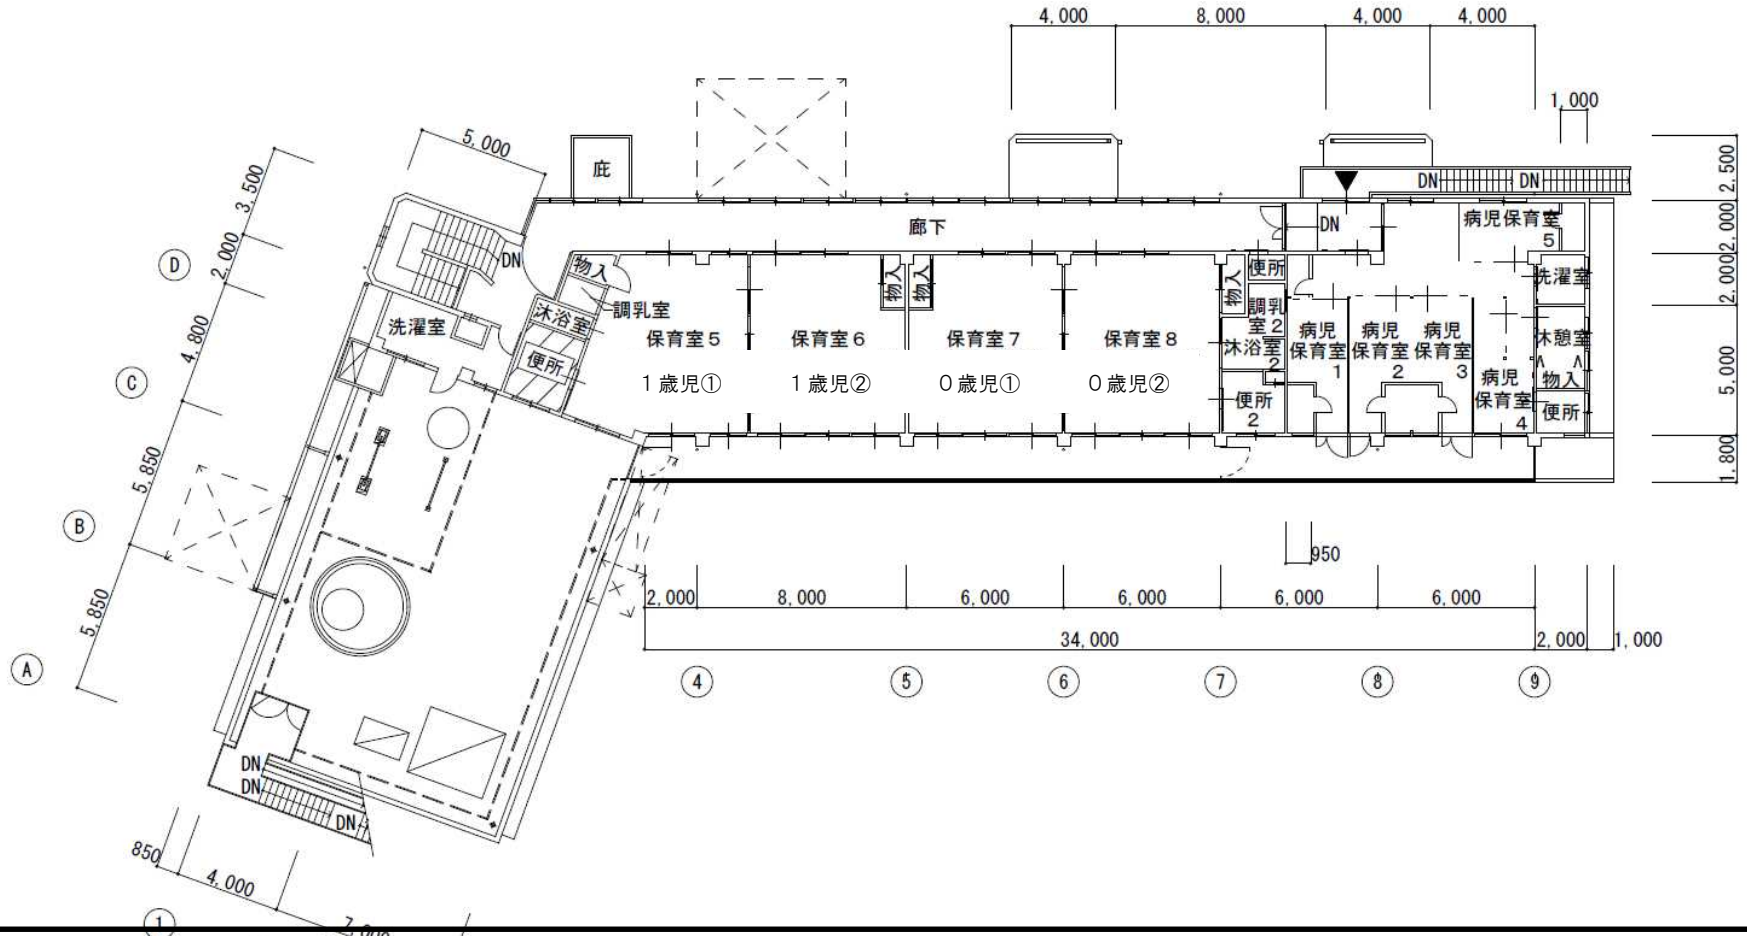 4,000
8,000
4,000
4,000
1,000
5,000
3,500
2,000
4,800
5,850
5,850
D
C
B
A
庇
廊下
DN
DN
DN
DN
病児保育室
5
2,500
2,000
2,000
5,000
1,800
物入
調乳室
沐浴室
便所
洗濯室
保育室5
1歳児①
保育室6
1歳児②
物入
物入
保育室7
0歳児①
保育室8
0歳児②
物入
便所
調乳
室2
沐浴室
2
便所
2
病児
保育室
1
病児
保育室
2
病児
保育室
3
病児
保育室
4
洗濯室
休憩室
物入
便所
950
2,000
8,000
6,000
6,000
6,000
6,000
34,000
2,000
1,000
4
5
6
7
8
9
DN
DN
DN
850
4,000
1